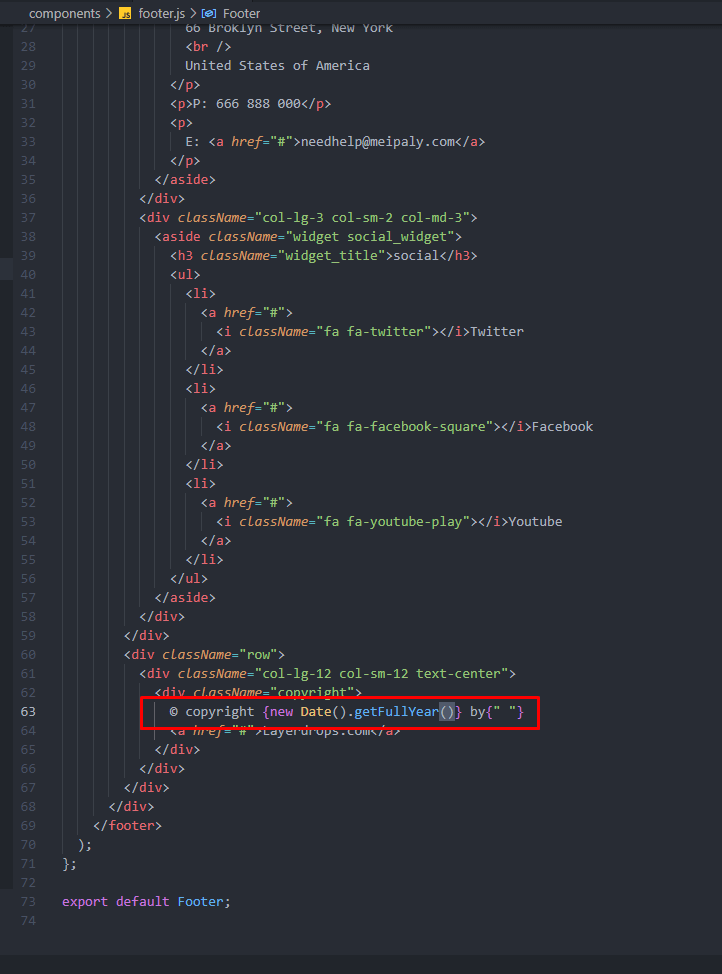 components > JS footer.js > Footer
27 66 Broklyn Street, New York
28 <br />
29 United States of America
30 </p>
31 <p>P: 666 888 000</p>
32 <p>
33 E: <a href="#">needhelp@meipaly.com</a>
34 </p>
35 </aside>
36 </div>
37 <div className="col-lg-3 col-sm-2 col-md-3">
38 <aside className="widget social_widget">
39 <h3 className="widget_title">social</h3>
40 <ul>
41 <li>
42 <a href="#">
43 <i className="fa fa-twitter"></i>Twitter
44 </a>
45 </li>
46 <li>
47 <a href="#">
48 <i className="fa fa-facebook-square"></i>Facebook
49 </a>
50 </li>
51 <li>
52 <a href="#">
53 <i className="fa fa-youtube-play"></i>Youtube
54 </a>
55 </li>
56 </ul>
57 </aside>
58 </div>
59 </div>
60 <div className="row">
61 <div className="col-lg-12 col-sm-12 text-center">
62 <div className="copyright">
63 © copyright {new Date().getFullYear()} by{" "}
64 <a href="#">Layerdrops.com</a>
65 </div>
66 </div>
67 </div>
68 </div>
69 </footer>
70 );
71 };
72
73 export default Footer;
74